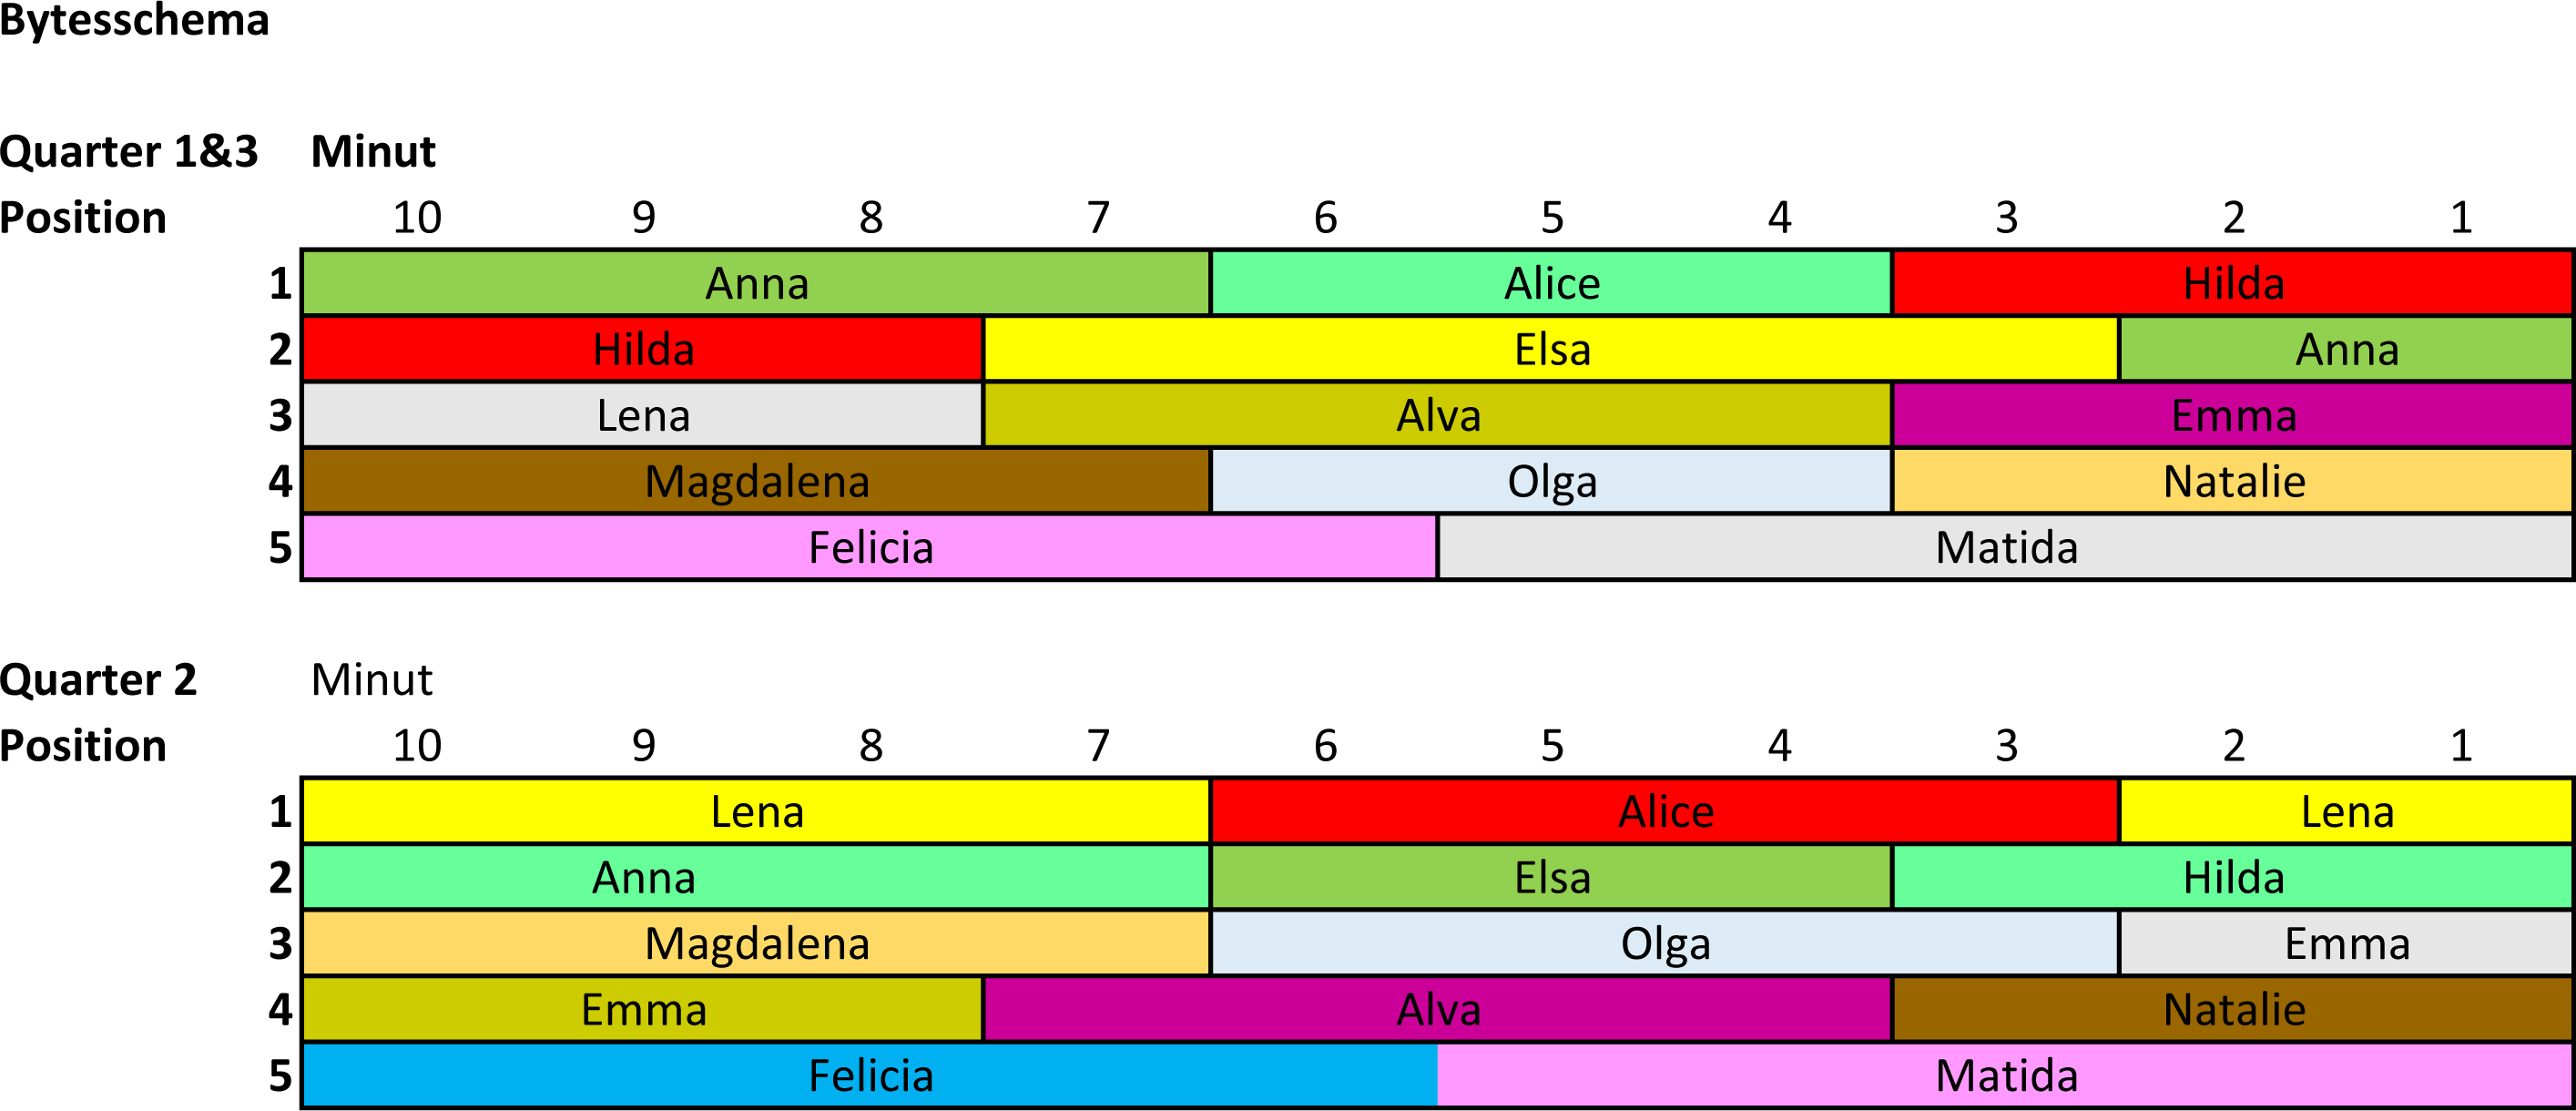 Bytesschema
Quarter 1&3 Minut
Position 10 9 8 7 6 5 4 3 2 1
1 Anna Alice Hilda
2 Hilda Elsa Anna
3 Lena Alva Emma
4 Magdalena Olga Natalie
5 Felicia Matida
Quarter 2 Minut
Position 10 9 8 7 6 5 4 3 2 1
1 Lena Alice Lena
2 Anna Elsa Hilda
3 Magdalena Olga Emma
4 Emma Alva Natalie
5 Felicia Matida